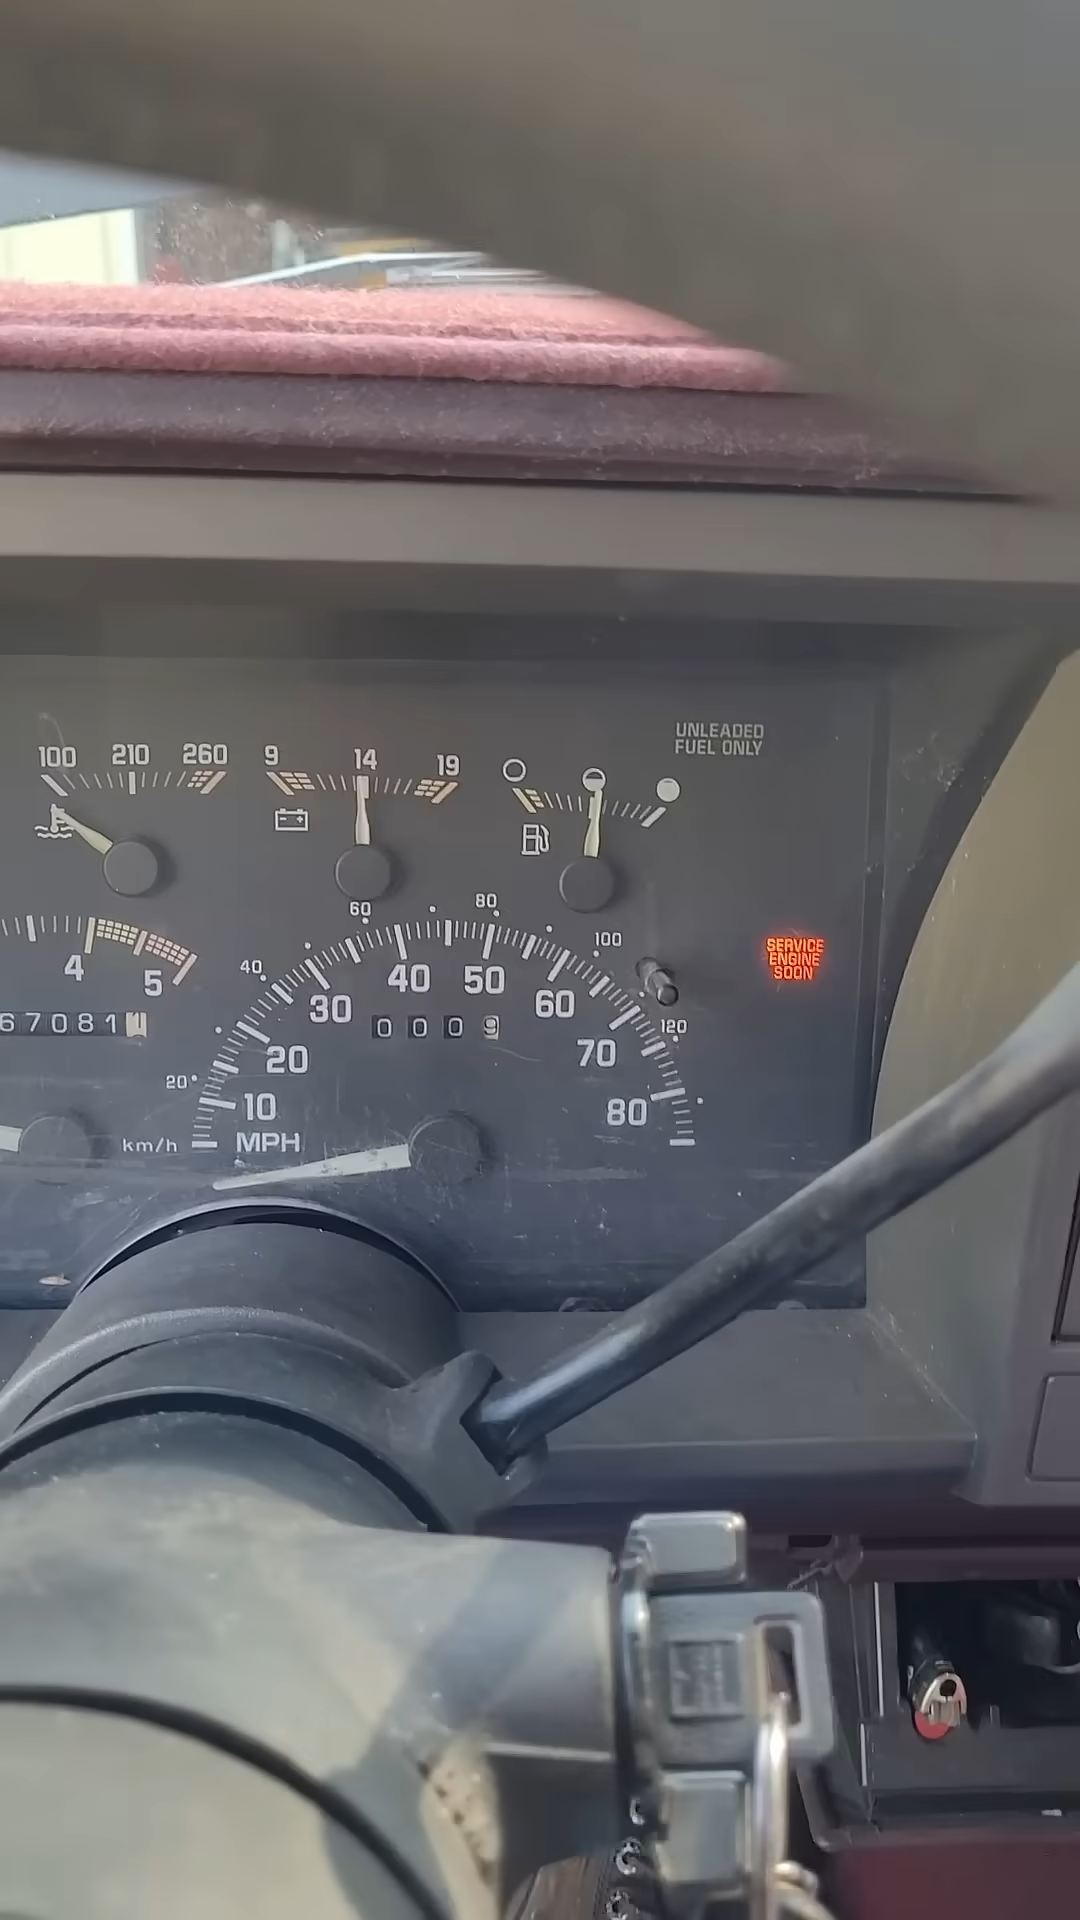 UNLEADED
FUEL ONLY
100 210 260
9 14 19
60 80
40 100
4 5
30 40 50 60
67081
0009
120
20 70
20
10 80
km/h MPH
SERVICE
ENGINE
SOON